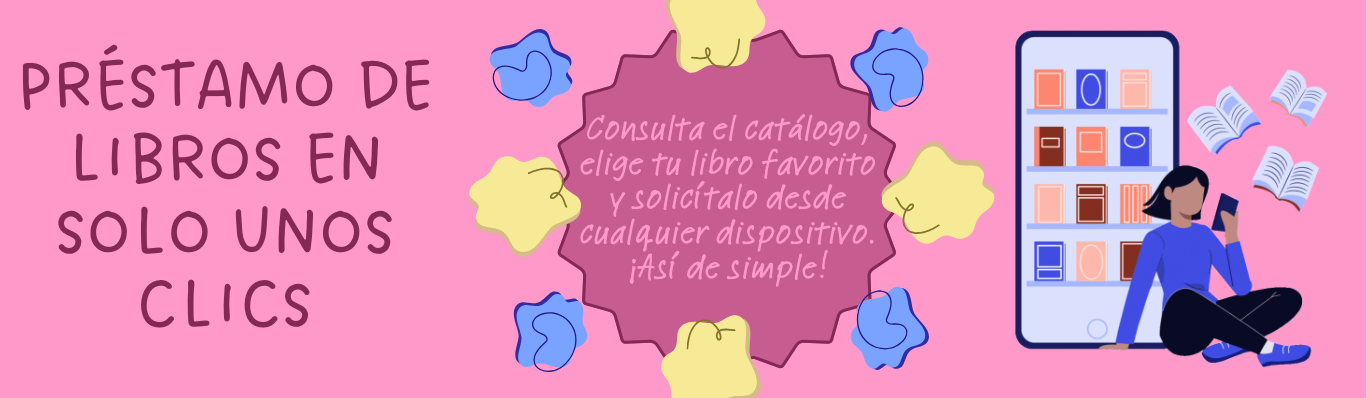 PRÉSTAMO DE
LIBROS EN
SOLO UNOS
CLICS
Consulta el catálogo,
elige tu libro favorito
y solicítalo desde
cualquier dispositivo.
¡Así de simple!